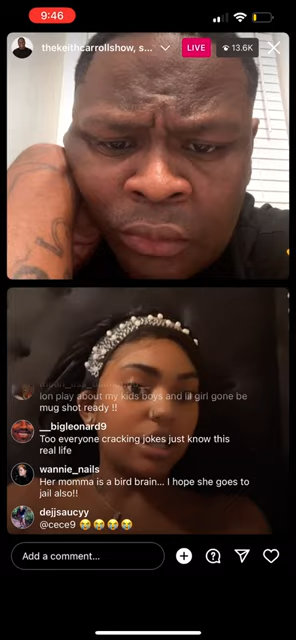 9:46
thekeithcarrollshow, s...
LIVE
13.6K
Ion play about my kids boys and lil girl gone be
mug shot ready !!
__bigleonard9
Too everyone cracking jokes just know this
real life
wannie_nails
Her momma is a bird brain... I hope she goes to
jail also!!
dejjsaucyy
@cece9 😂😂😂😂
Add a comment...